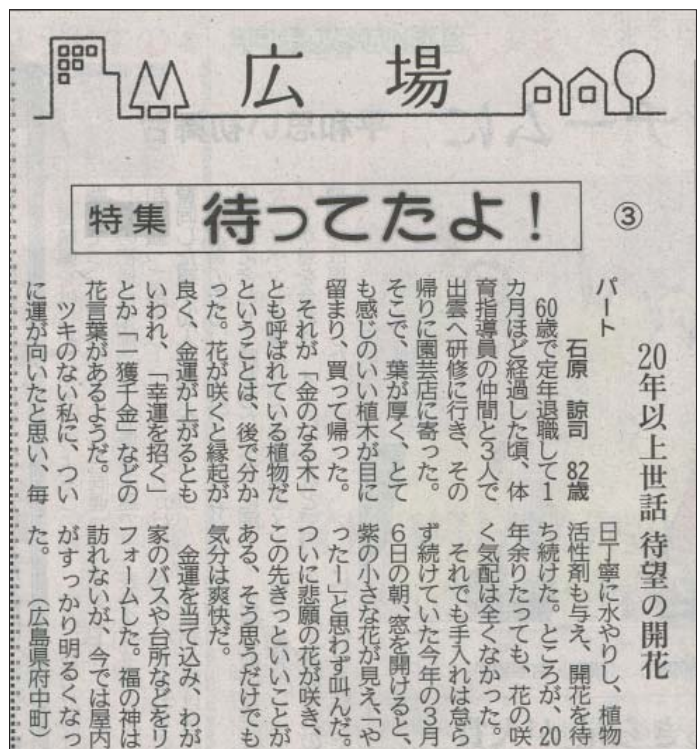 広場
特集 待ってたよ！ ③
20年以上世話 待望の開花
パート
石原 諒司 82歳
60歳で定年退職して1
カ月ほど経過した頃、体
育指導員の仲間と3人で
出雲へ研修に行き、その
帰りに園芸店に寄った。
そこで、葉が厚く、とて
も感じのいい植木が目に
留まり、買って帰った。
それが「金のなる木」
とも呼ばれている植物だ
ということは、後で分か
った。花が咲くと縁起が
良く、金運が上がるとも
いわれ、「幸運を招く」
とか「一獲千金」などの
花言葉があるようだ。
ツキのない私に、つい
に運が向いたと思い、毎
日丁寧に水やりし、植物
活性剤も与え、開花を待
ち続けた。ところが、20
年余りたっても、花の咲
く気配は全くなかった。
それでも手入れは怠ら
ず続けていた今年の3月
6日の朝、窓を開けると、
紫の小さな花が見え、「や
った！」と思わず叫んだ。
ついに悲願の花が咲き、
この先きっといいことが
ある、そう思うだけでも
気分は爽快だ。
金運を当て込み、わが
家のバスや台所などをリ
フォームした。福の神は
訪れないが、今では屋内
がすっかり明るくなっ
た。
（広島県府中町）